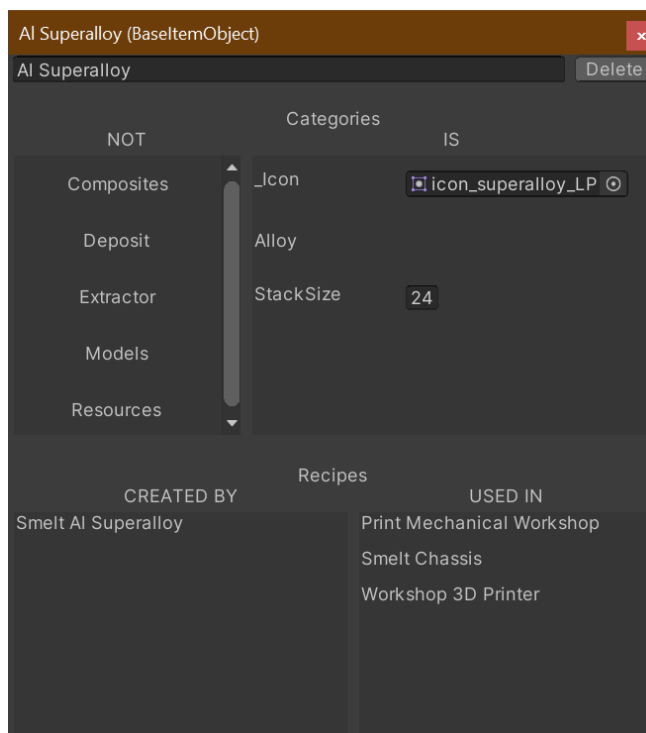 Al Superalloy (BaseItemObject)
x
Al Superalloy
Delete
Categories
NOT
IS
Composites
Deposit
Extractor
Models
Resources
_Icon
icon_superalloy_LP
Alloy
StackSize
24
Recipes
CREATED BY
USED IN
Smelt Al Superalloy
Print Mechanical Workshop
Smelt Chassis
Workshop 3D Printer